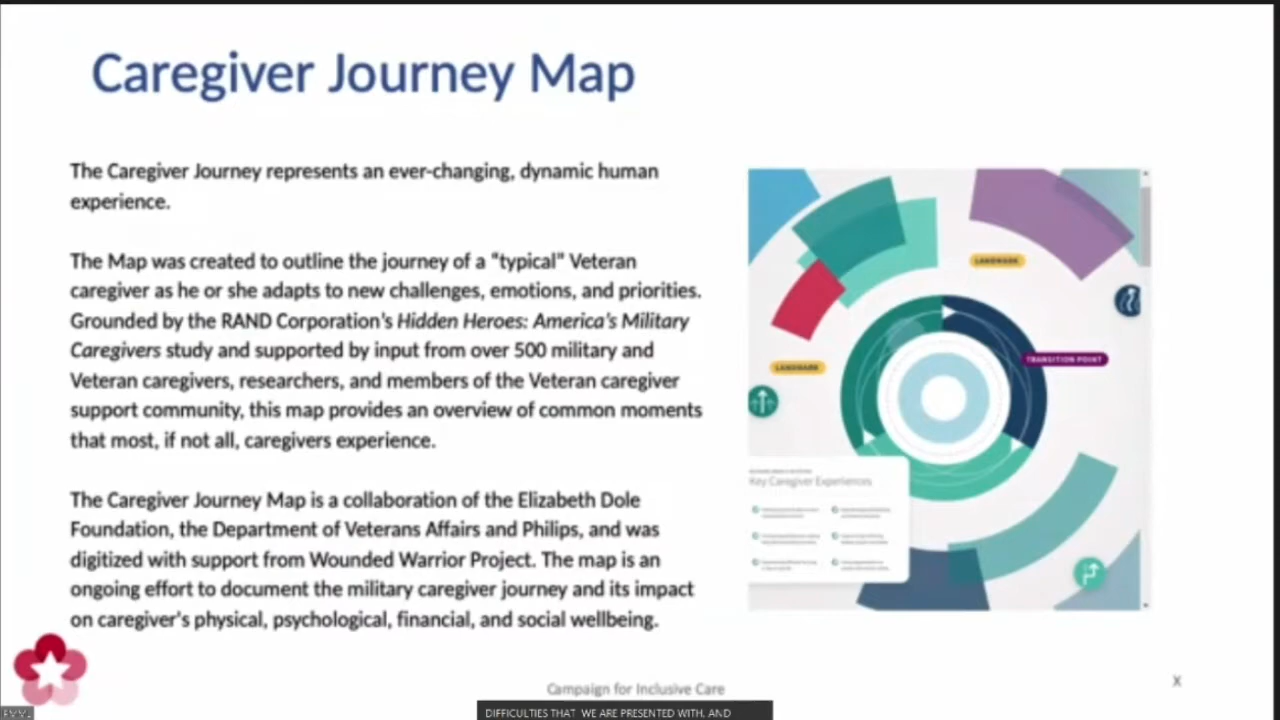 Caregiver Journey Map
The Caregiver Journey represents an ever-changing, dynamic human
experience.
The Map was created to outline the journey of a “typical” Veteran
caregiver as he or she adapts to new challenges, emotions, and priorities.
Grounded by the RAND Corporation’s Hidden Heroes: America’s Military
Caregivers study and supported by input from over 500 military and
Veteran caregivers, researchers, and members of the Veteran caregiver
support community, this map provides an overview of common moments
that most, if not all, caregivers experience.
The Caregiver Journey Map is a collaboration of the Elizabeth Dole
Foundation, the Department of Veterans Affairs and Philips, and was
digitized with support from Wounded Warrior Project. The map is an
ongoing effort to document the military caregiver journey and its impact
on caregiver’s physical, psychological, financial, and social wellbeing.
LANDMARK
TRANSITION POINT
LANDMARK
Key Caregiver Experiences
Campaign for Inclusive Care
X
DIFFICULTIES THAT WE ARE PRESENTED WITH, AND